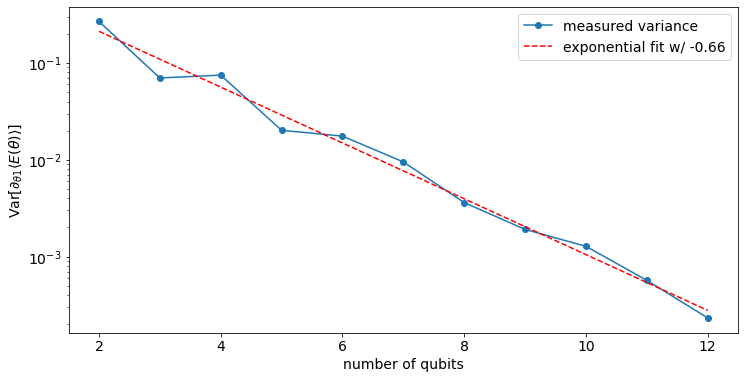 measured variance
exponential fit w/ -0.66
10⁻¹
10⁻²
10⁻³
Var[∂θ1⟨E(θ)⟩)]
2 4 6 8 10 12
number of qubits